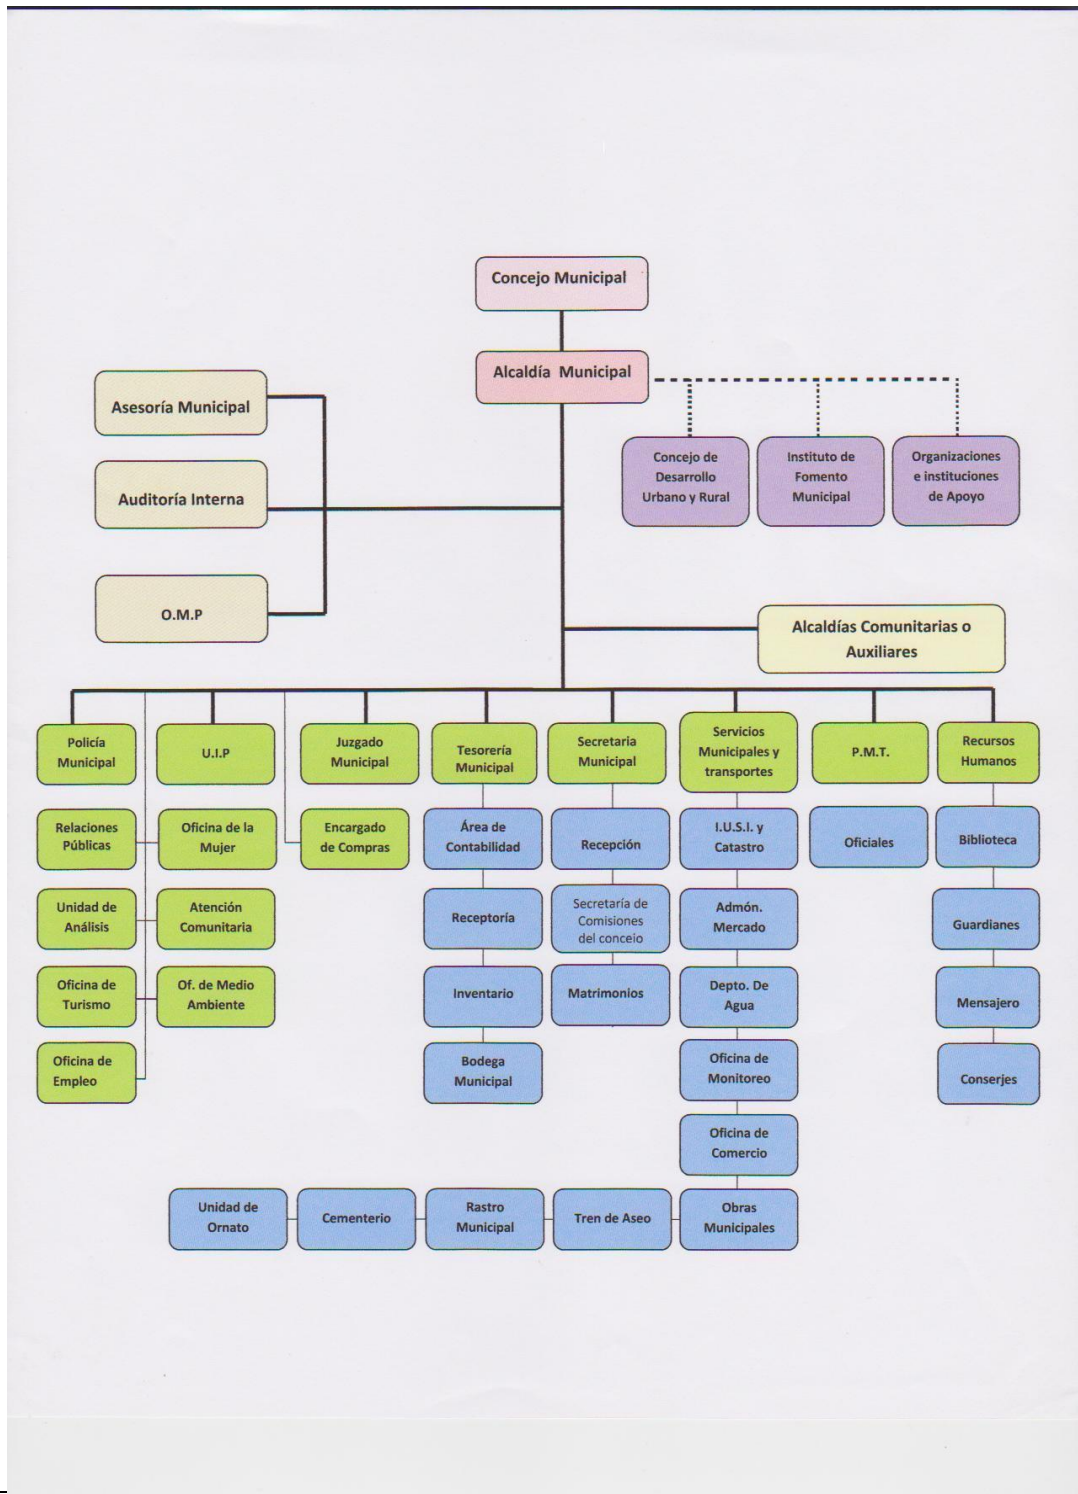 Concejo Municipal
Alcaldía Municipal
Asesoría Municipal
Auditoría Interna
O.M.P
Concejo de
Desarrollo
Urbano y Rural
Instituto de
Fomento
Municipal
Organizaciones
e instituciones
de Apoyo
Alcaldías Comunitarias o
Auxiliares
Policía
Municipal
U.I.P
Juzgado
Municipal
Tesorería
Municipal
Secretaria
Municipal
Servicios
Municipales y
transportes
P.M.T.
Recursos
Humanos
Relaciones
Públicas
Oficina de la
Mujer
Encargado
de Compras
Área de
Contabilidad
Recepción
I.U.S.I. y
Catastro
Oficiales
Biblioteca
Unidad de
Análisis
Atención
Comunitaria
Receptoría
Secretaría de
Comisiones
del conceio
Admón.
Mercado
Guardianes
Oficina de
Turismo
Of. de Medio
Ambiente
Inventario
Matrimonios
Depto. De
Agua
Mensajero
Oficina de
Empleo
Bodega
Municipal
Oficina de
Monitoreo
Conserjes
Oficina de
Comercio
Unidad de
Ornato
Cementerio
Rastro
Municipal
Tren de Aseo
Obras
Municipales